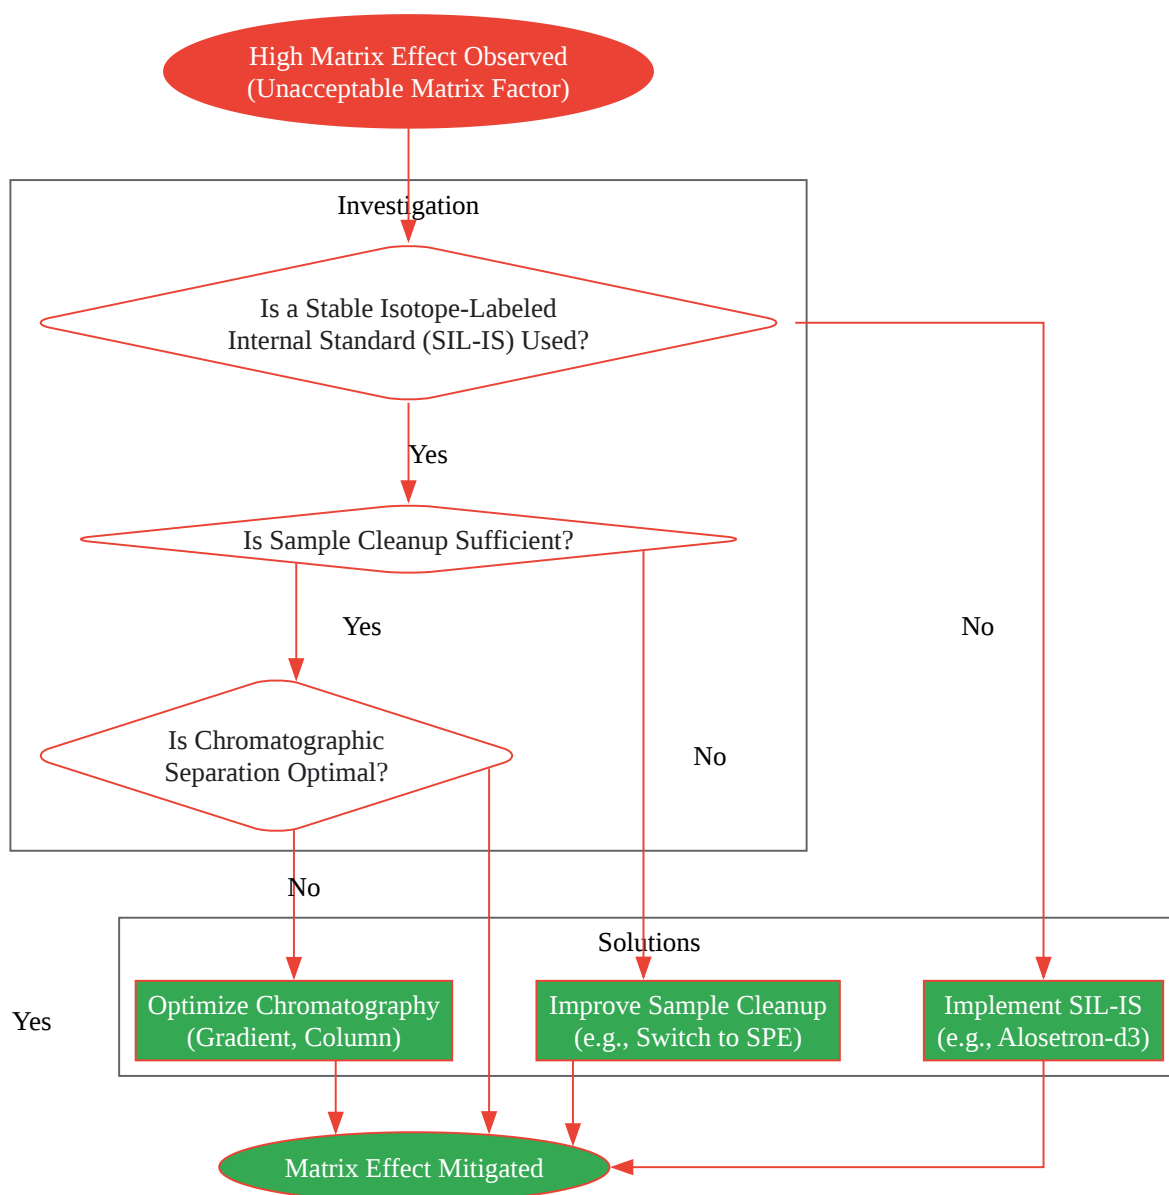 High Matrix Effect Observed
(Unacceptable Matrix Factor)
Investigation
Is a Stable Isotope-Labeled
Internal Standard (SIL-IS) Used?
Yes
Is Sample Cleanup Sufficient?
Yes
No
Is Chromatographic
Separation Optimal?
No
No
Solutions
Optimize Chromatography
(Gradient, Column)
Improve Sample Cleanup
(e.g., Switch to SPE)
Implement SIL-IS
(e.g., Alosetron-d3)
Yes
Matrix Effect Mitigated